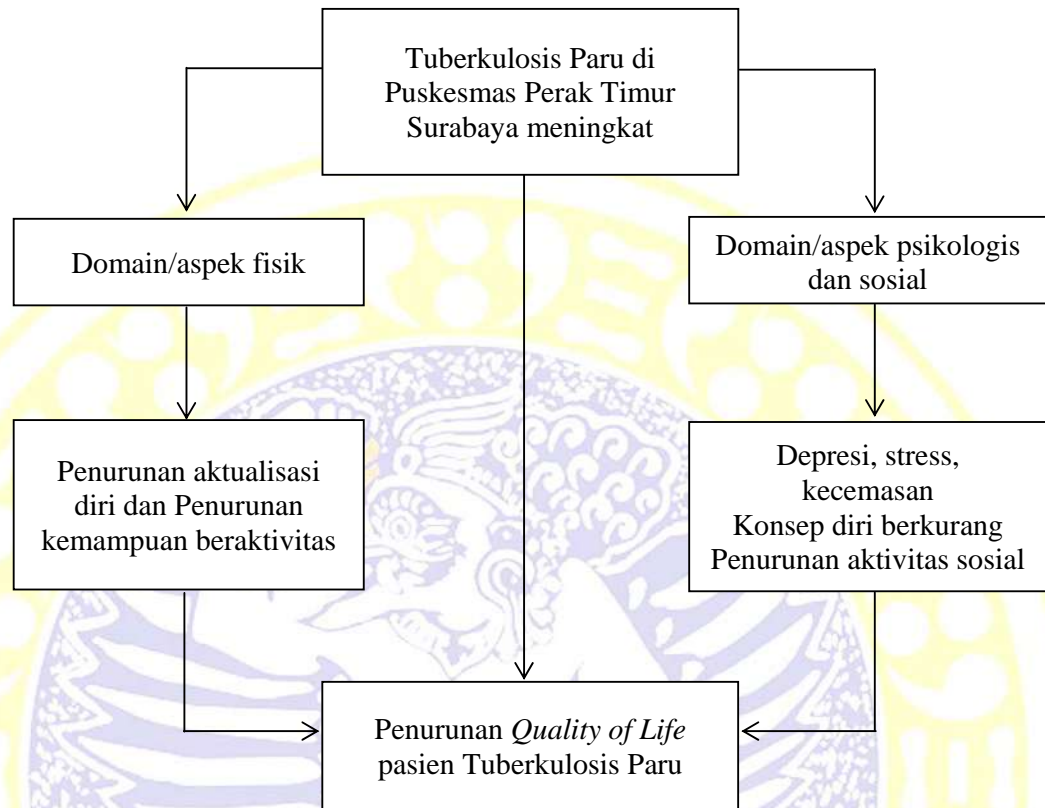 Tuberkulosis Paru di
Puskesmas Perak Timur
Surabaya meningkat
Domain/aspek fisik
Domain/aspek psikologis
dan sosial
Penurunan aktualisasi
diri dan Penurunan
kemampuan beraktivitas
Depresi, stress,
kecemasan
Konsep diri berkurang
Penurunan aktivitas sosial
Penurunan Quality of Life
pasien Tuberkulosis Paru